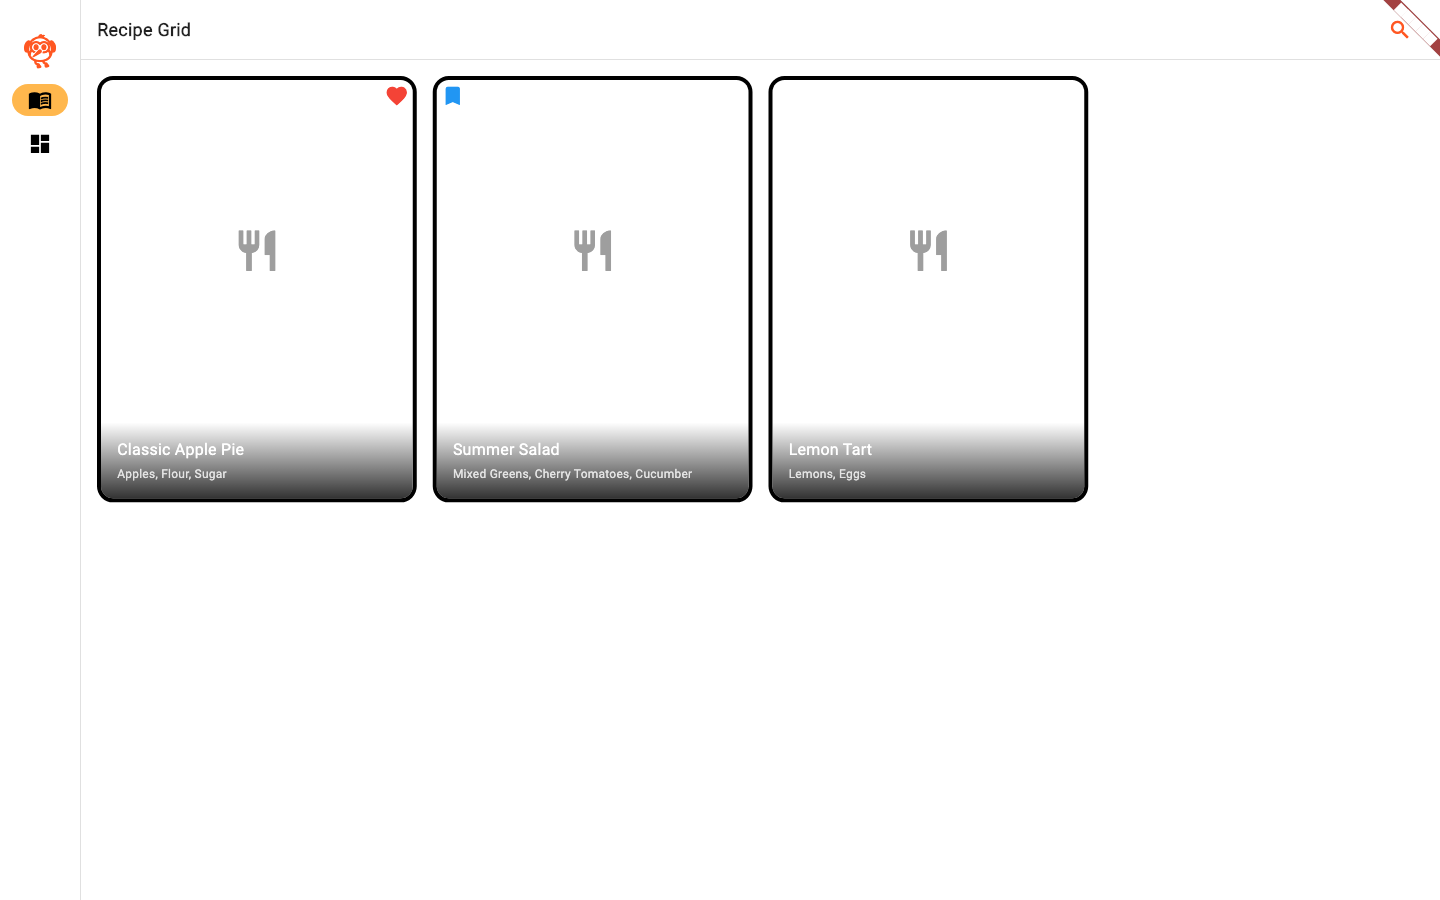 Recipe Grid
Classic Apple Pie
Apples, Flour, Sugar
Summer Salad
Mixed Greens, Cherry Tomatoes, Cucumber
Lemon Tart
Lemons, Eggs